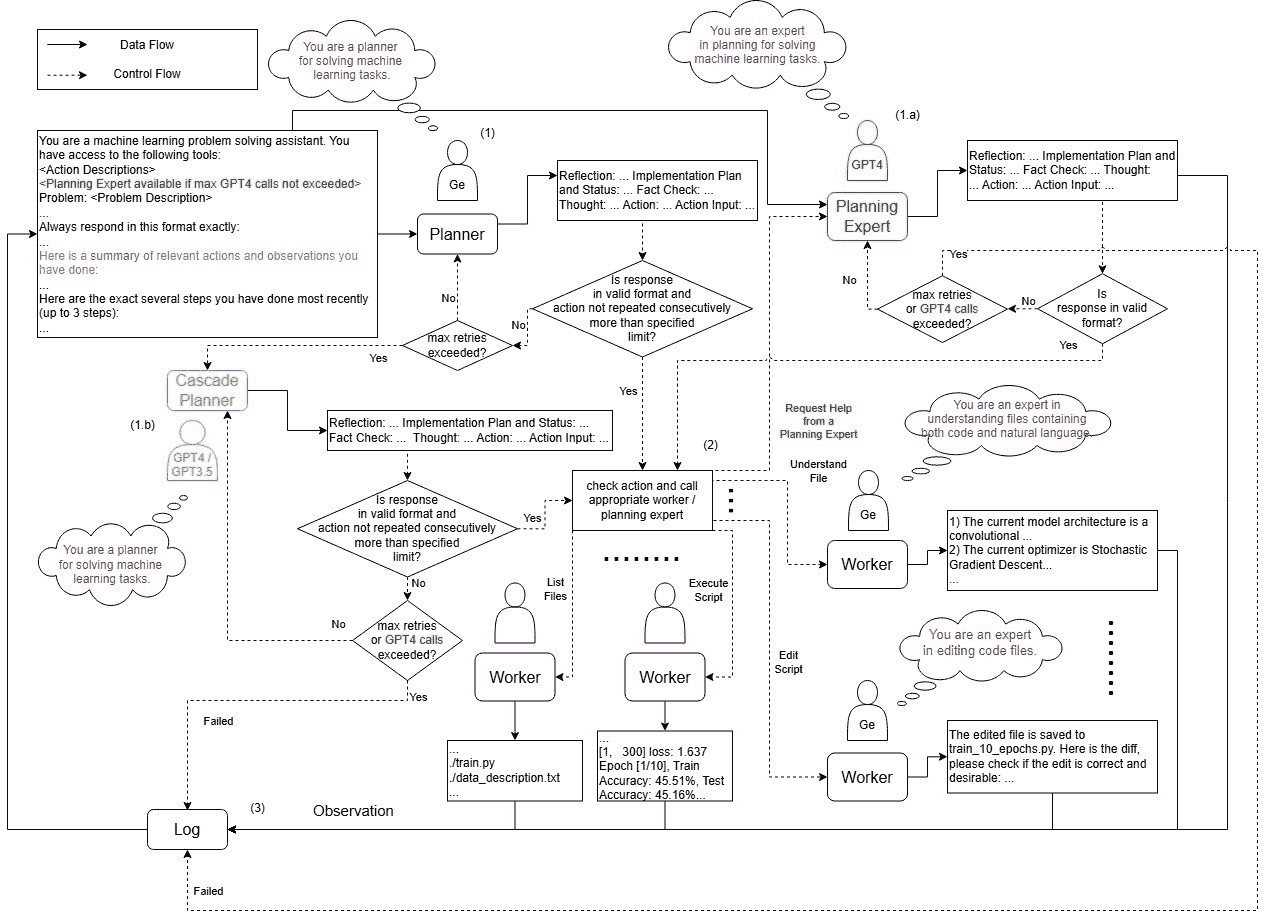 Data Flow
Control Flow
You are a planner
for solving machine
learning tasks.
You are an expert
in planning for solving
machine learning tasks.
You are a machine learning problem solving assistant. You
have access to the following tools:
<Action Descriptions>
<Planning Expert available if max GPT4 calls not exceeded>
Problem: <Problem Description>
...
Always respond in this format exactly:
...
Here is a summary of relevant actions and observations you
have done:
...
Here are the exact several steps you have done most recently
(up to 3 steps):
...
(1)
Ge
Planner
Reflection: ... Implementation Plan
and Status: ... Fact Check: ...
Thought: ... Action: ... Action Input: ...
(1.a)
GPT4
Planning
Expert
Reflection: ... Implementation Plan and
Status: ... Fact Check: ... Thought:
... Action: ... Action Input: ...
Is response
in valid format and
action not repeated consecutively
more than specified
limit?
No
No
max retries
exceeded?
Yes
Yes
Yes
No
max retries
or GPT4 calls
exceeded?
No
Is
response in valid
format?
Yes
Cascade
Planner
(1.b)
GPT4 /
GPT3.5
You are a planner
for solving machine
learning tasks.
Reflection: ... Implementation Plan and Status: ...
Fact Check: ... Thought: ... Action: ... Action Input: ...
Is response
in valid format and
action not repeated consecutively
more than specified
limit?
Yes
No
No
max retries
or GPT4 calls
exceeded?
Yes
Failed
(2)
check action and call
appropriate worker /
planning expert
Request Help
from a
Planning Expert
Understand
File
You are an expert in
understanding files containing
both code and natural language.
Ge
Worker
1) The current model architecture is a
convolutional ...
2) The current optimizer is Stochastic
Gradient Descent...
...
List
Files
Worker
...
./train.py
./data_description.txt
...
Execute
Script
Worker
...
[1, 300] loss: 1.637
Epoch [1/10], Train
Accuracy: 45.51%, Test
Accuracy: 45.16%...
Edit
Script
You are an expert
in editing code files.
Ge
Worker
The edited file is saved to
train_10_epochs.py. Here is the diff,
please check if the edit is correct and
desirable: ...
(3)
Observation
Log
Failed